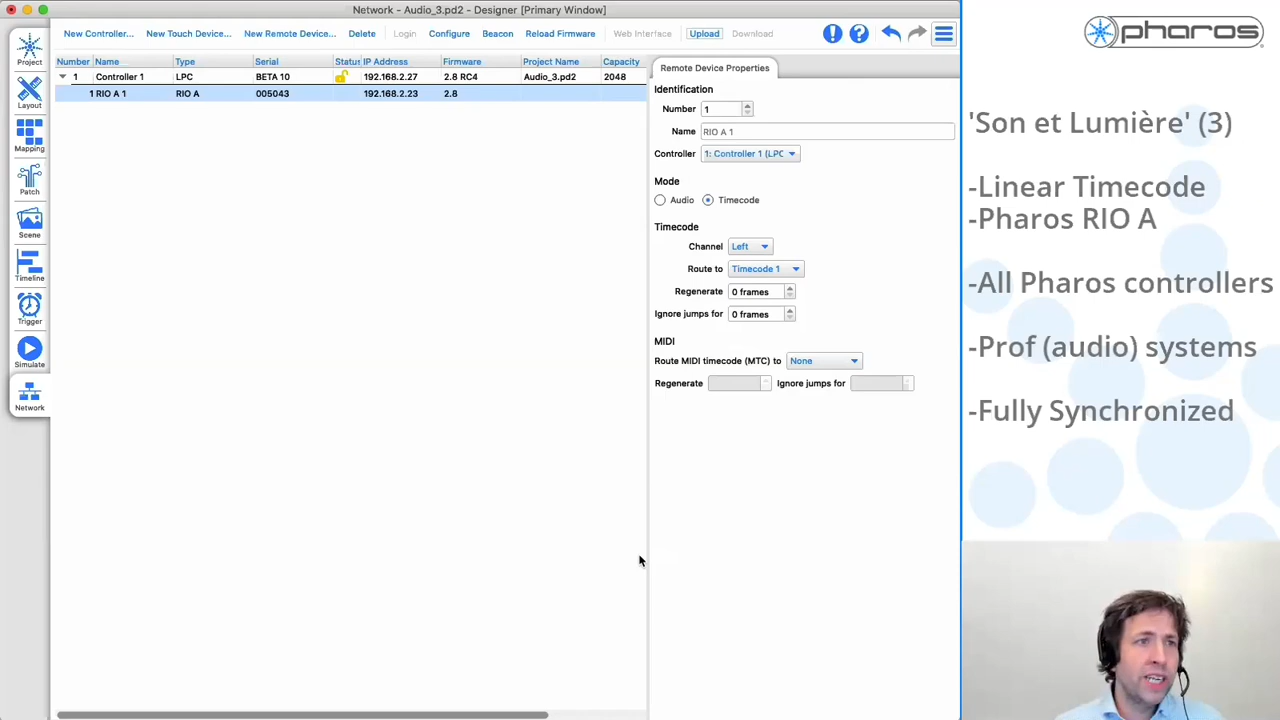 Network - Audio_3.pd2 - Designer [Primary Window]
New Controller... New Touch Device... New Remote Device... Delete Login Configure Beacon Reload Firmware Web Interface Upload Download
Project
Layout
Mapping
Patch
Scene
Timeline
Trigger
Simulate
Network
Number Name Type Serial Status IP Address Firmware Project Name Capacity
1 Controller 1 LPC BETA 10 192.168.2.27 2.8 RC4 Audio_3.pd2 2048
1 RIO A 1 RIO A 005043 192.168.2.23 2.8
Remote Device Properties
Identification
Number 1
Name RIO A 1
Controller 1: Controller 1 (LPC
Mode
Audio Timecode
Timecode
Channel Left
Route to Timecode 1
Regenerate 0 frames
Ignore jumps for 0 frames
MIDI
Route MIDI timecode (MTC) to None
Regenerate Ignore jumps for
pharos
'Son et Lumière' (3)
-Linear Timecode
-Pharos RIO A
-All Pharos controllers
-Prof (audio) systems
-Fully Synchronized